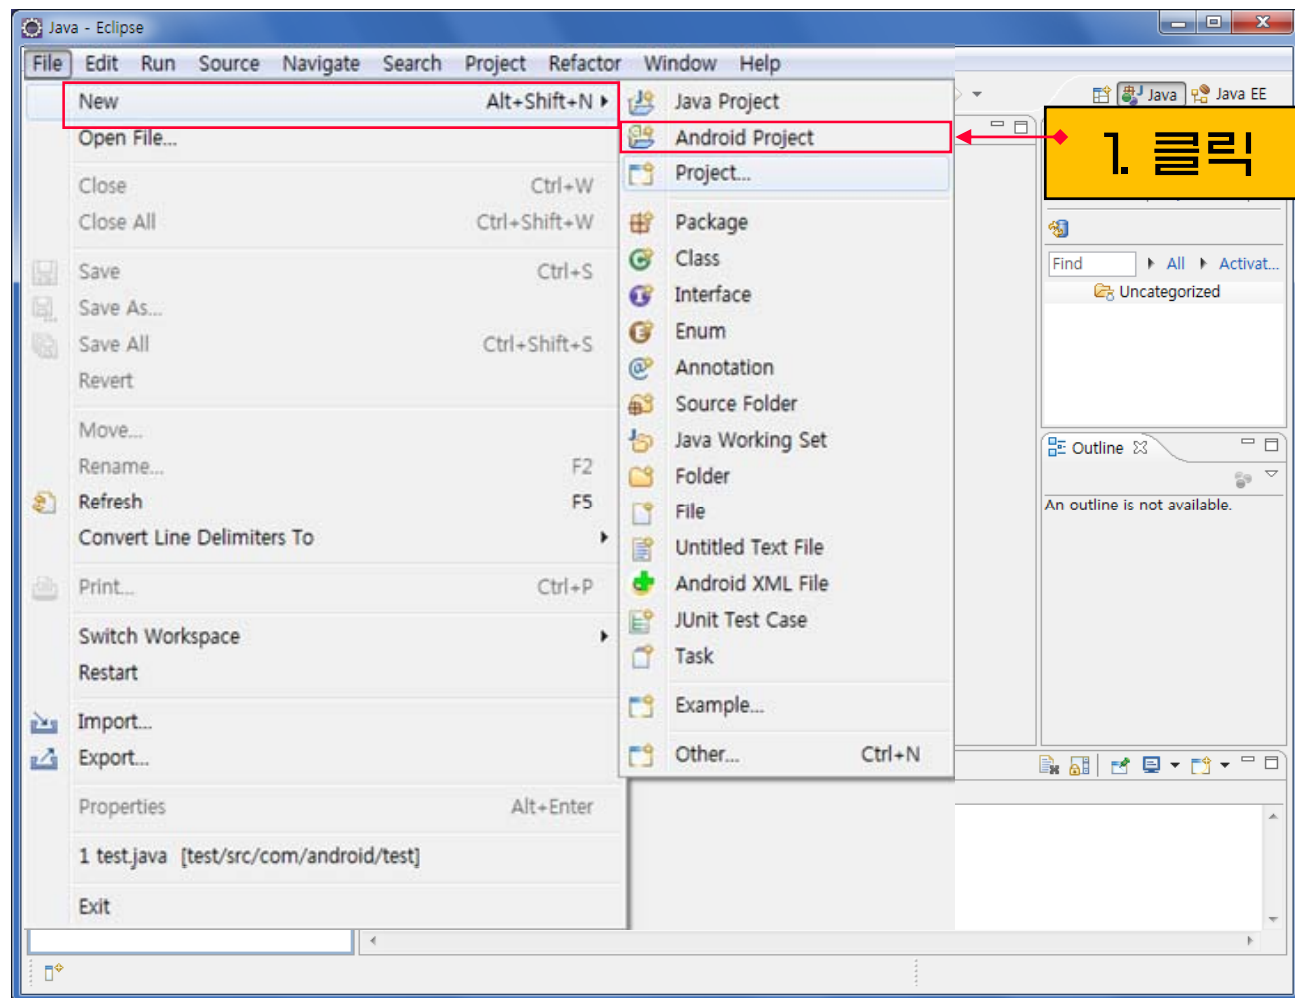 Java - Eclipse
File Edit Run Source Navigate Search Project Refactor Window Help
New Alt+Shift+N
Open File...
Close Ctrl+W
Close All Ctrl+Shift+W
Save Ctrl+S
Save As...
Save All Ctrl+Shift+S
Revert
Move...
Rename... F2
Refresh F5
Convert Line Delimiters To
Print... Ctrl+P
Switch Workspace
Restart
Import...
Export...
Properties Alt+Enter
1 test.java [test/src/com/android/test]
Exit
Java Project
Android Project
Project...
Package
Class
Interface
Enum
Annotation
Source Folder
Java Working Set
Folder
File
Untitled Text File
Android XML File
JUnit Test Case
Task
Example...
Other... Ctrl+N
Java Java EE
1. 클릭
Find All Activat...
Uncategorized
Outline
An outline is not available.